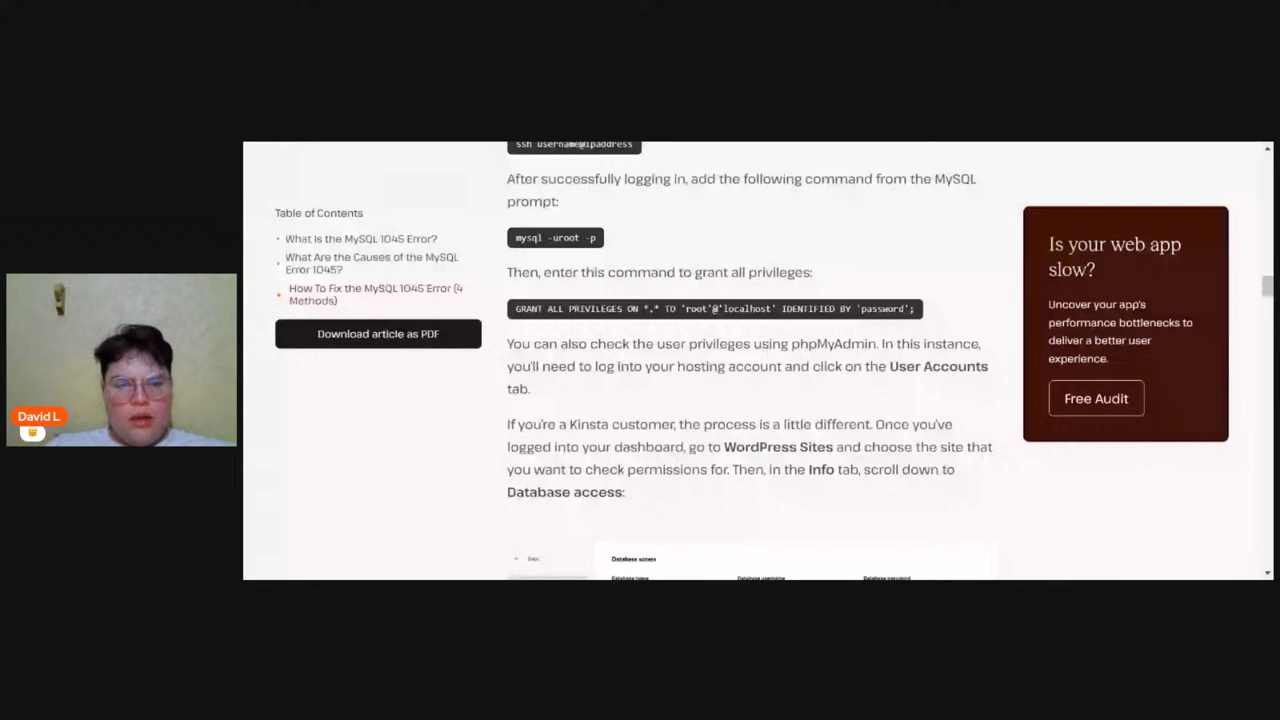 ssh username@ipaddress
After successfully logging in, add the following command from the MySQL
prompt:
mysql -uroot -p
Then, enter this command to grant all privileges:
GRANT ALL PRIVILEGES ON *.* TO 'root'@'localhost' IDENTIFIED BY 'password';
You can also check the user privileges using phpMyAdmin. In this instance,
you'll need to log into your hosting account and click on the User Accounts
tab.
If you're a Kinsta customer, the process is a little different. Once you've
logged into your dashboard, go to WordPress Sites and choose the site that
you want to check permissions for. Then, in the Info tab, scroll down to
Database access:
Database access
Database name Database username Database password
Table of Contents
What Is the MySQL 1045 Error?
What Are the Causes of the MySQL
Error 1045?
How To Fix the MySQL 1045 Error (4
Methods)
Download article as PDF
Is your web app
slow?
Uncover your app's
performance bottlenecks to
deliver a better user
experience.
Free Audit
David L